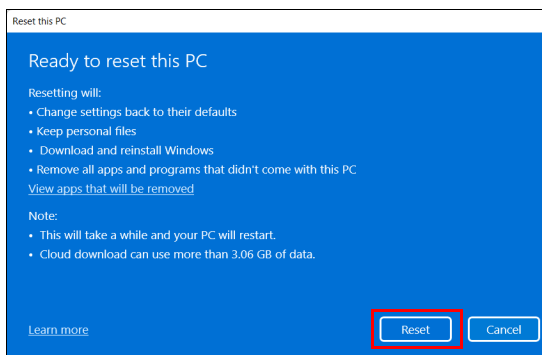 Reset this PC
Ready to reset this PC
Resetting will:
• Change settings back to their defaults
• Keep personal files
• Download and reinstall Windows
• Remove all apps and programs that didn't come with this PC
View apps that will be removed
Note:
• This will take a while and your PC will restart.
• Cloud download can use more than 3.06 GB of data.
Learn more
Reset
Cancel